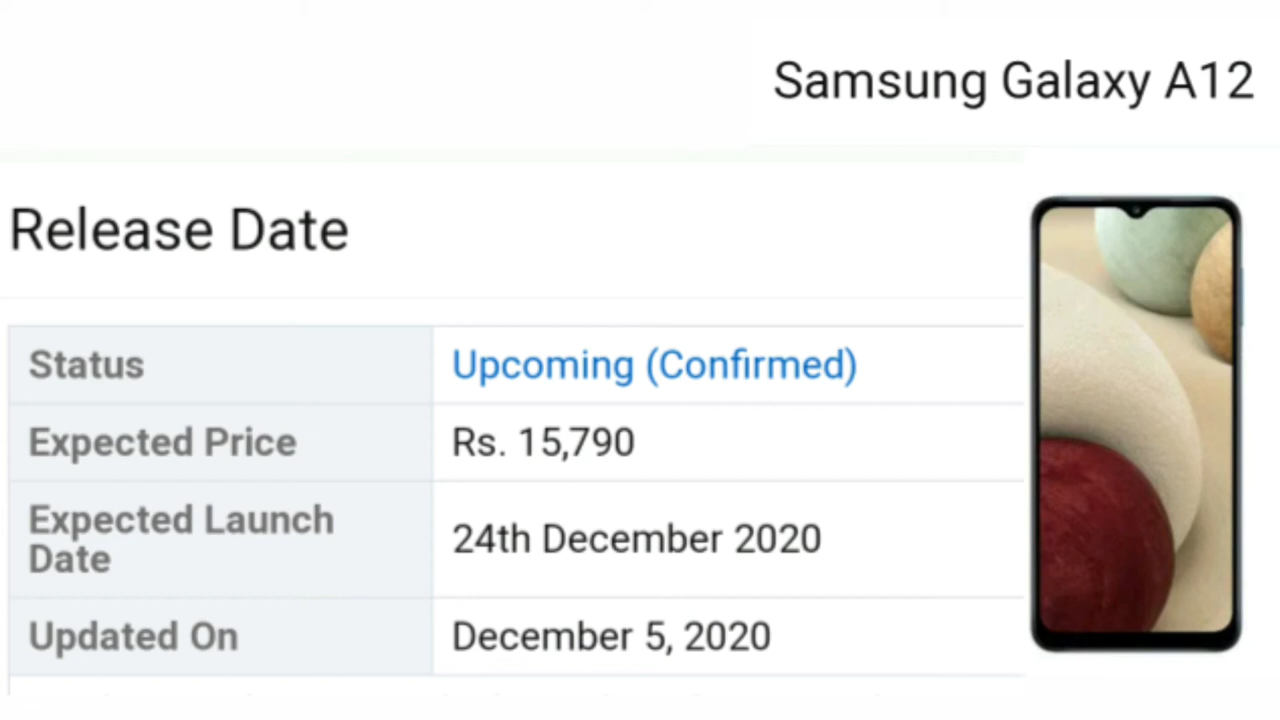 Samsung Galaxy A12
Release Date
Status Upcoming (Confirmed)
Expected Price Rs. 15,790
Expected Launch
Date 24th December 2020
Updated On December 5, 2020